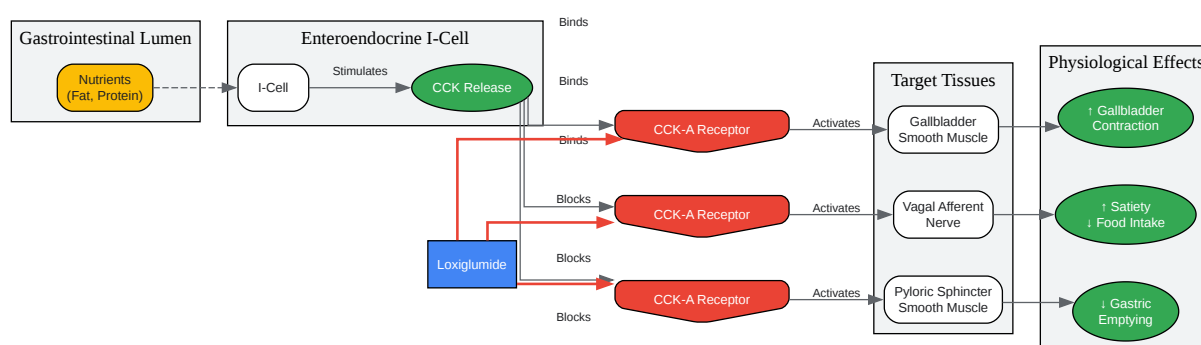 Gastrointestinal Lumen
Nutrients
(Fat, Protein)
Enteroendocrine I-Cell
I-Cell
Stimulates
CCK Release
Binds
Binds
Binds
Blocks
Blocks
Blocks
Loxiglumide
CCK-A Receptor
CCK-A Receptor
CCK-A Receptor
Activates
Activates
Activates
Target Tissues
Gallbladder
Smooth Muscle
Vagal Afferent
Nerve
Pyloric Sphincter
Smooth Muscle
Physiological Effects
↑ Gallbladder
Contraction
↑ Satiety
↓ Food Intake
↓ Gastric
Emptying